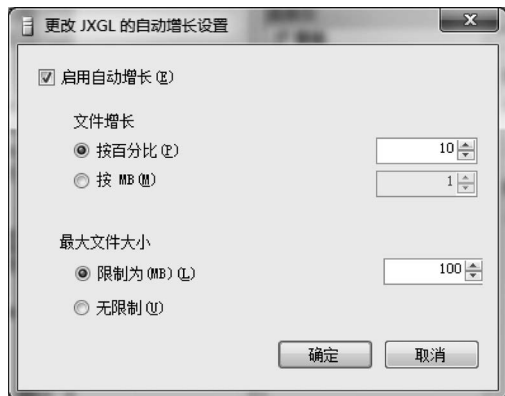 更改 JXGL 的自动增长设置
启用自动增长(E)
文件增长
按百分比(P) 10
按 MB(M) 1
最大文件大小
限制为(MB)(L) 100
无限制(U)
确定 取消